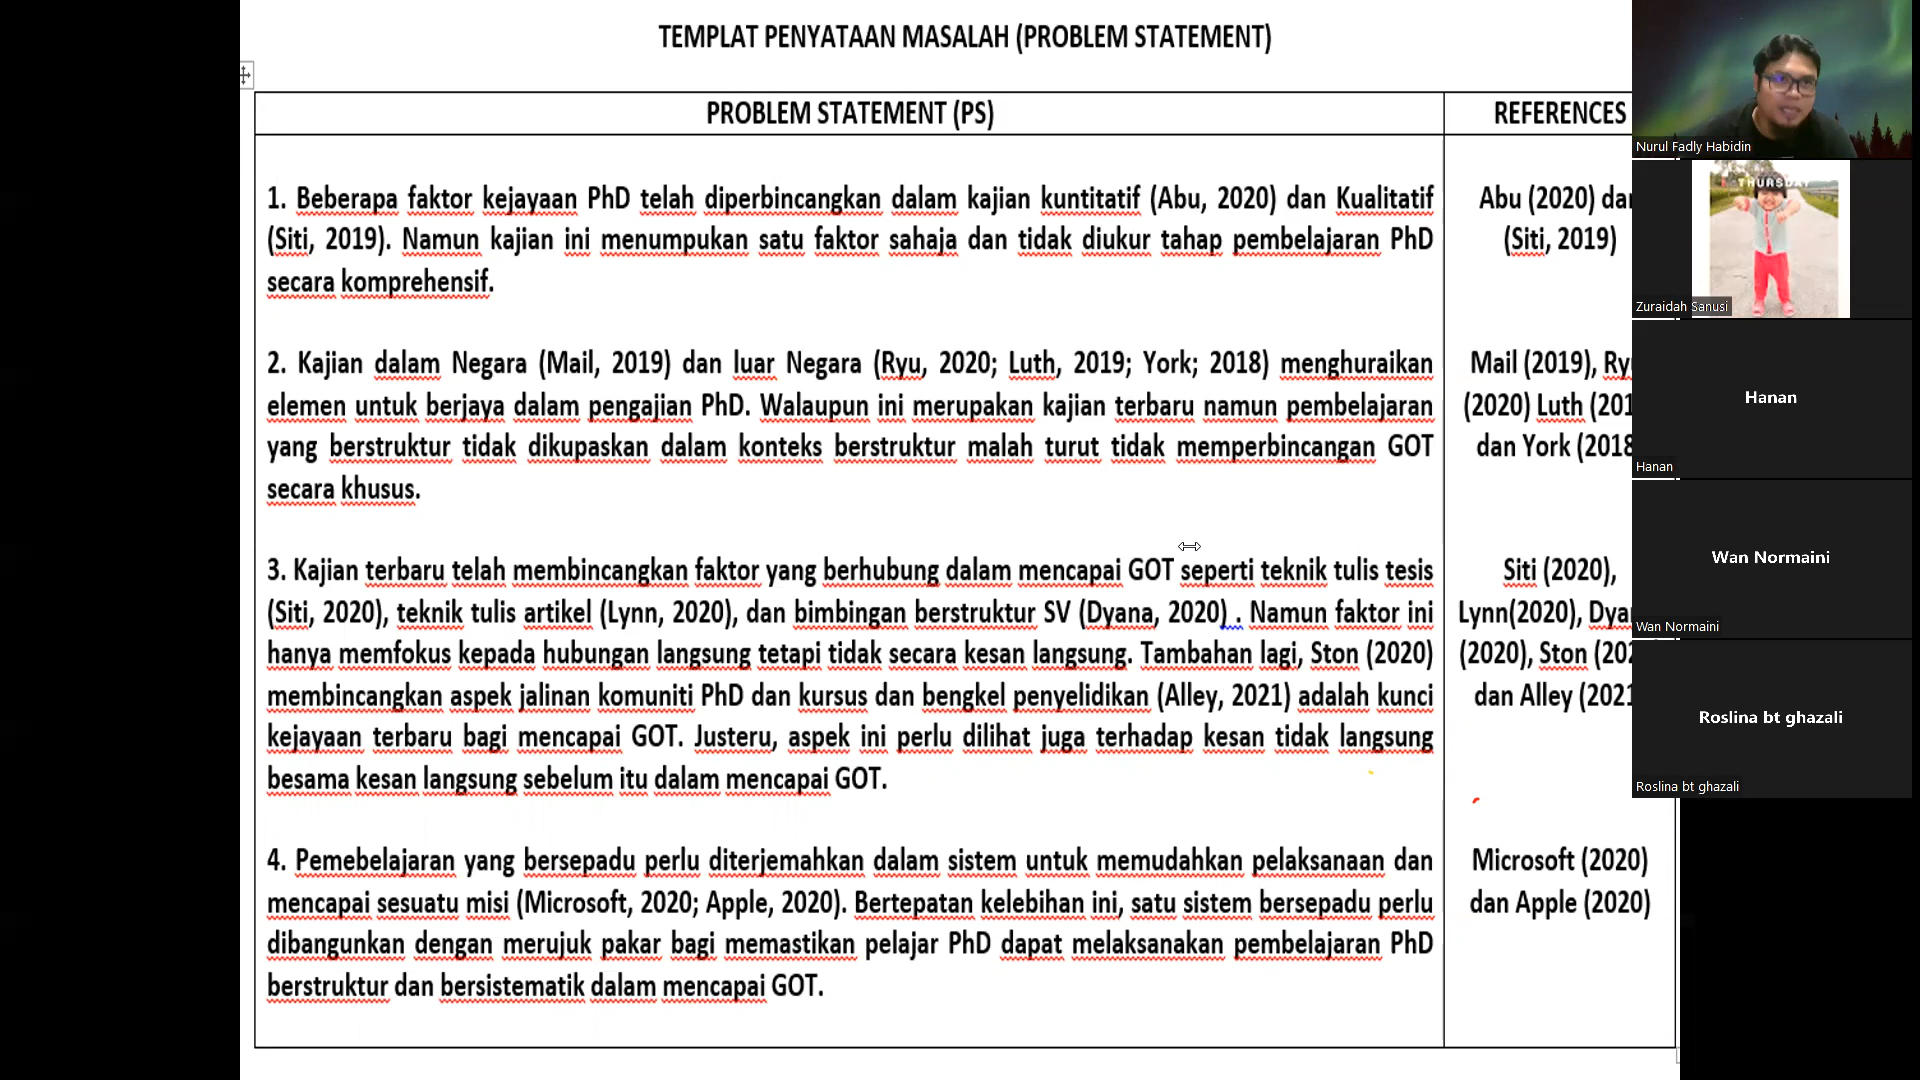 TEMPLAT PENYATAAN MASALAH (PROBLEM STATEMENT)
PROBLEM STATEMENT (PS)
REFERENCES
1. Beberapa faktor kejayaan PhD telah diperbincangkan dalam kajian kuntitatif (Abu, 2020) dan Kualitatif
(Siti, 2019). Namun kajian ini menumpukan satu faktor sahaja dan tidak diukur tahap pembelajaran PhD
secara komprehensif.
Abu (2020) dan
(Siti, 2019)
2. Kajian dalam Negara (Mail, 2019) dan luar Negara (Ryu, 2020; Luth, 2019; York; 2018) menghuraikan
elemen untuk berjaya dalam pengajian PhD. Walaupun ini merupakan kajian terbaru namun pembelajaran
yang berstruktur tidak dikupaskan dalam konteks berstruktur malah turut tidak memperbincangan GOT
secara khusus.
Mail (2019), Ry
(2020) Luth (201
dan York (2018
3. Kajian terbaru telah membincangkan faktor yang berhubung dalam mencapai GOT seperti teknik tulis tesis
(Siti, 2020), teknik tulis artikel (Lynn, 2020), dan bimbingan berstruktur SV (Dyana, 2020) . Namun faktor ini
hanya memfokus kepada hubungan langsung tetapi tidak secara kesan langsung. Tambahan lagi, Ston (2020)
membincangkan aspek jalinan komuniti PhD dan kursus dan bengkel penyelidikan (Alley, 2021) adalah kunci
kejayaan terbaru bagi mencapai GOT. Justeru, aspek ini perlu dilihat juga terhadap kesan tidak langsung
besama kesan langsung sebelum itu dalam mencapai GOT.
Siti (2020),
Lynn(2020), Dya
(2020), Ston (20
dan Alley (2021
4. Pemebelajaran yang bersepadu perlu diterjemahkan dalam sistem untuk memudahkan pelaksanaan dan
mencapai sesuatu misi (Microsoft, 2020; Apple, 2020). Bertepatan kelebihan ini, satu sistem bersepadu perlu
dibangunkan dengan merujuk pakar bagi memastikan pelajar PhD dapat melaksanakan pembelajaran PhD
berstruktur dan bersistematik dalam mencapai GOT.
Microsoft (2020)
dan Apple (2020)
Nurul Fadly Habidin
THURSDAY
Zuraidah Sanusi
Hanan
Hanan
Wan Normaini
Wan Normaini
Roslina bt ghazali
Roslina bt ghazali